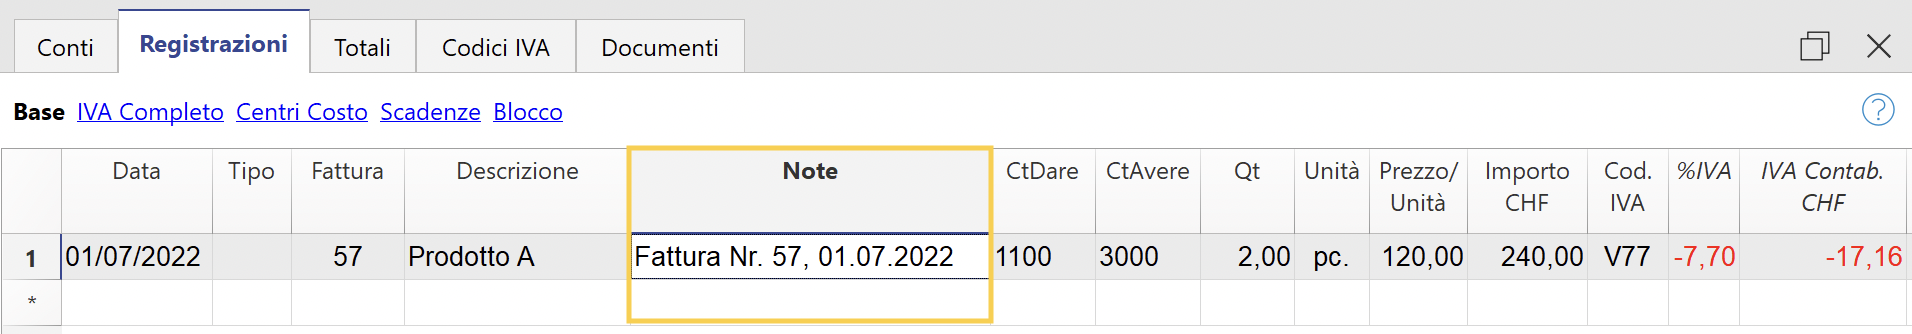 Conti Registrazioni Totali Codici IVA Documenti
Base IVA Completo Centri Costo Scadenze Blocco ?
Data Tipo Fattura Descrizione Note CtDare CtAvere Qt Unità Prezzo/ Importo Cod. %IVA IVA Contab.
Unità CHF IVA CHF
1 01/07/2022 57 Prodotto A Fattura Nr. 57, 01.07.2022 1100 3000 2,00 pc. 120,00 240,00 V77 -7,70 -17,16
*